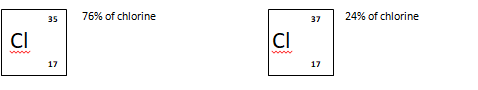 35
76% of chlorine
Cl
17
37
24% of chlorine
Cl
17